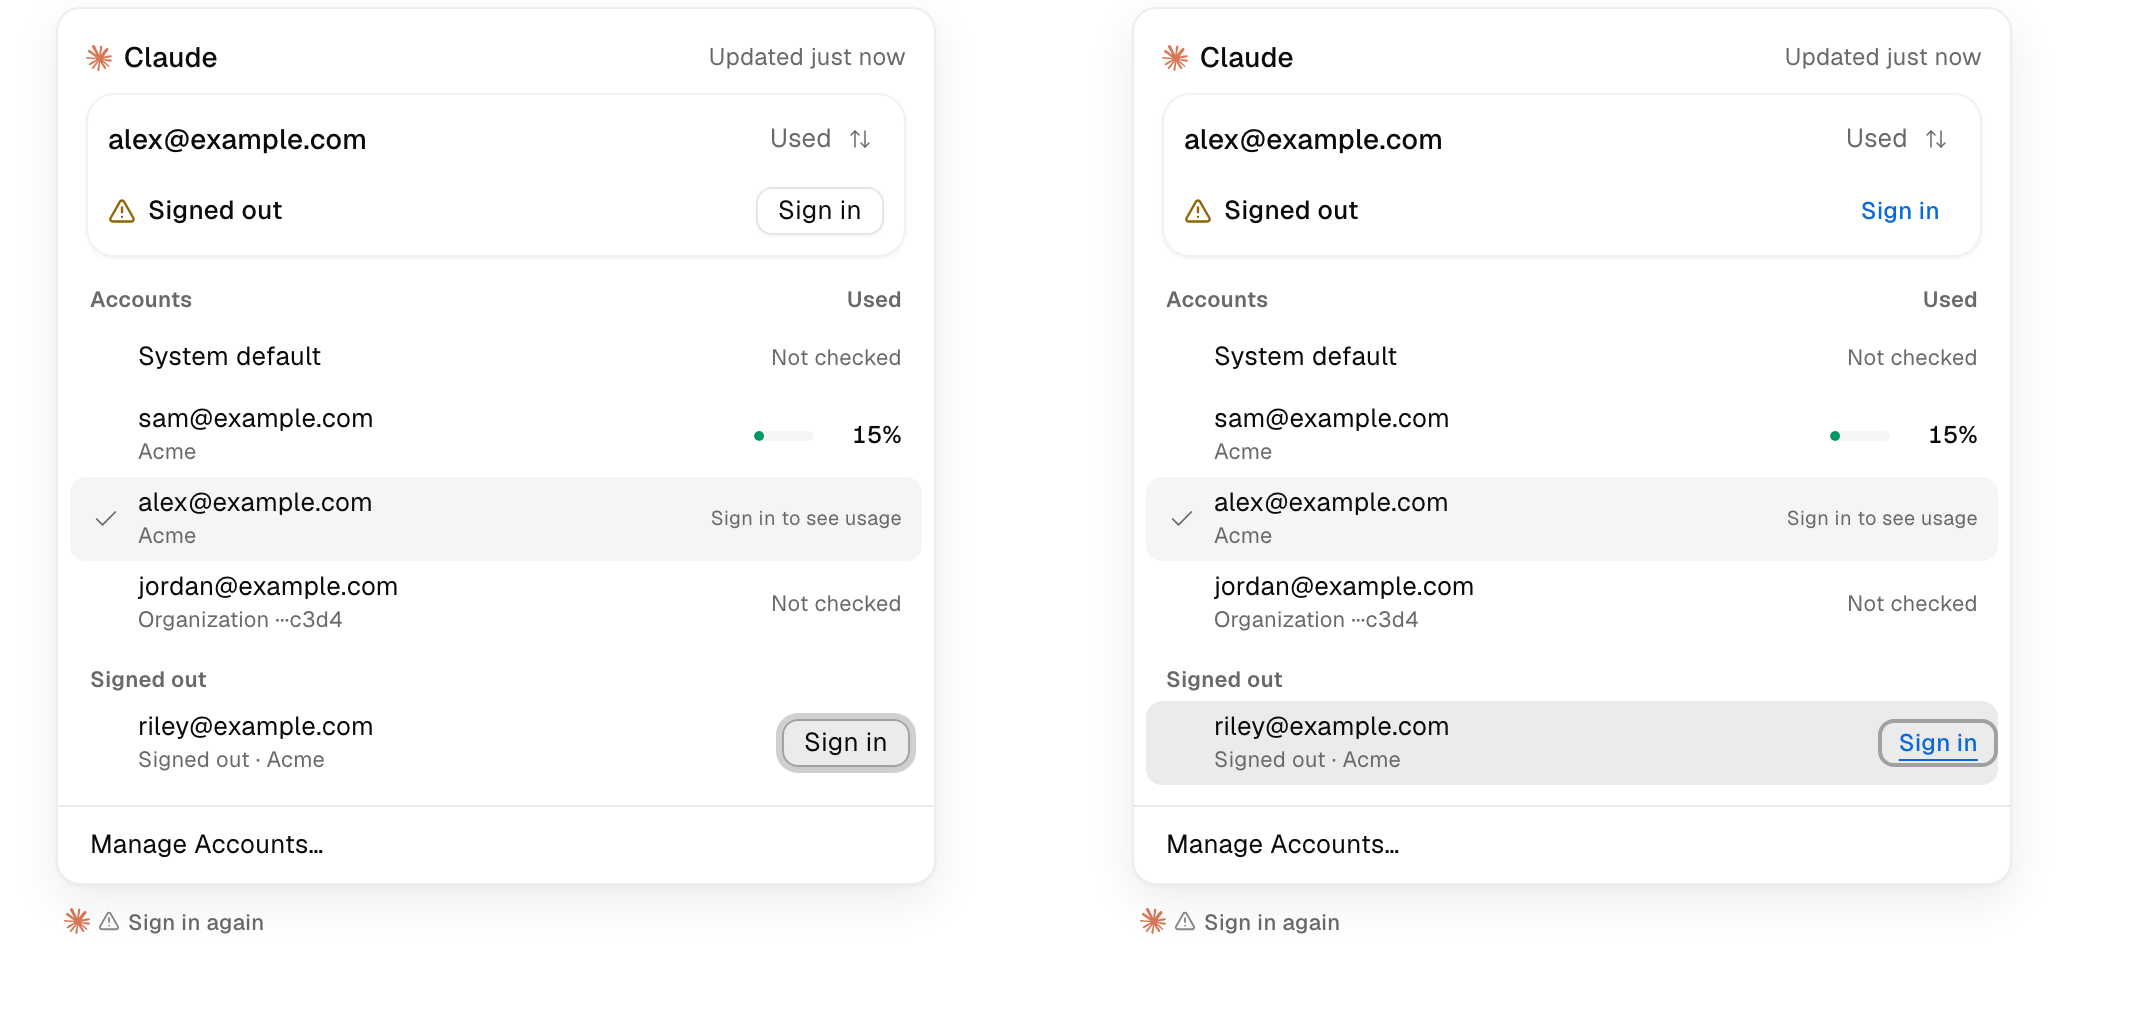 Claude
Updated just now
alex@example.com
Used
Signed out
Sign in
Accounts
Used
System default
Not checked
sam@example.com
Acme
15%
alex@example.com
Acme
Sign in to see usage
jordan@example.com
Organization ···c3d4
Not checked
Signed out
riley@example.com
Signed out · Acme
Sign in
Manage Accounts...
Sign in again
Claude
Updated just now
alex@example.com
Used
Signed out
Sign in
Accounts
Used
System default
Not checked
sam@example.com
Acme
15%
alex@example.com
Acme
Sign in to see usage
jordan@example.com
Organization ···c3d4
Not checked
Signed out
riley@example.com
Signed out · Acme
Sign in
Manage Accounts...
Sign in again